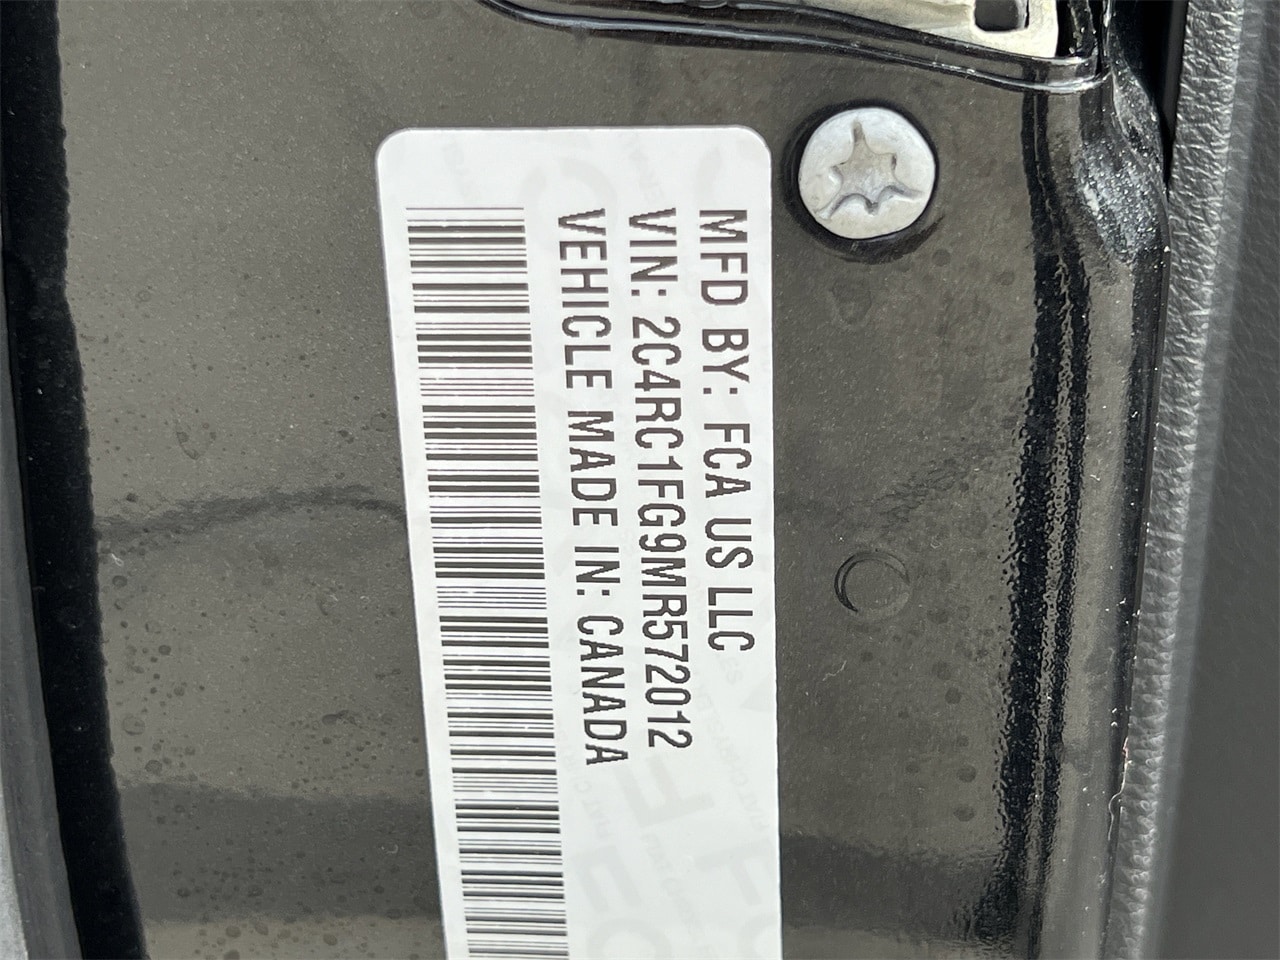 MFD BY: FCA US LLC
VIN: 2C4RC1FG9MR572012
VEHICLE MADE IN: CANADA